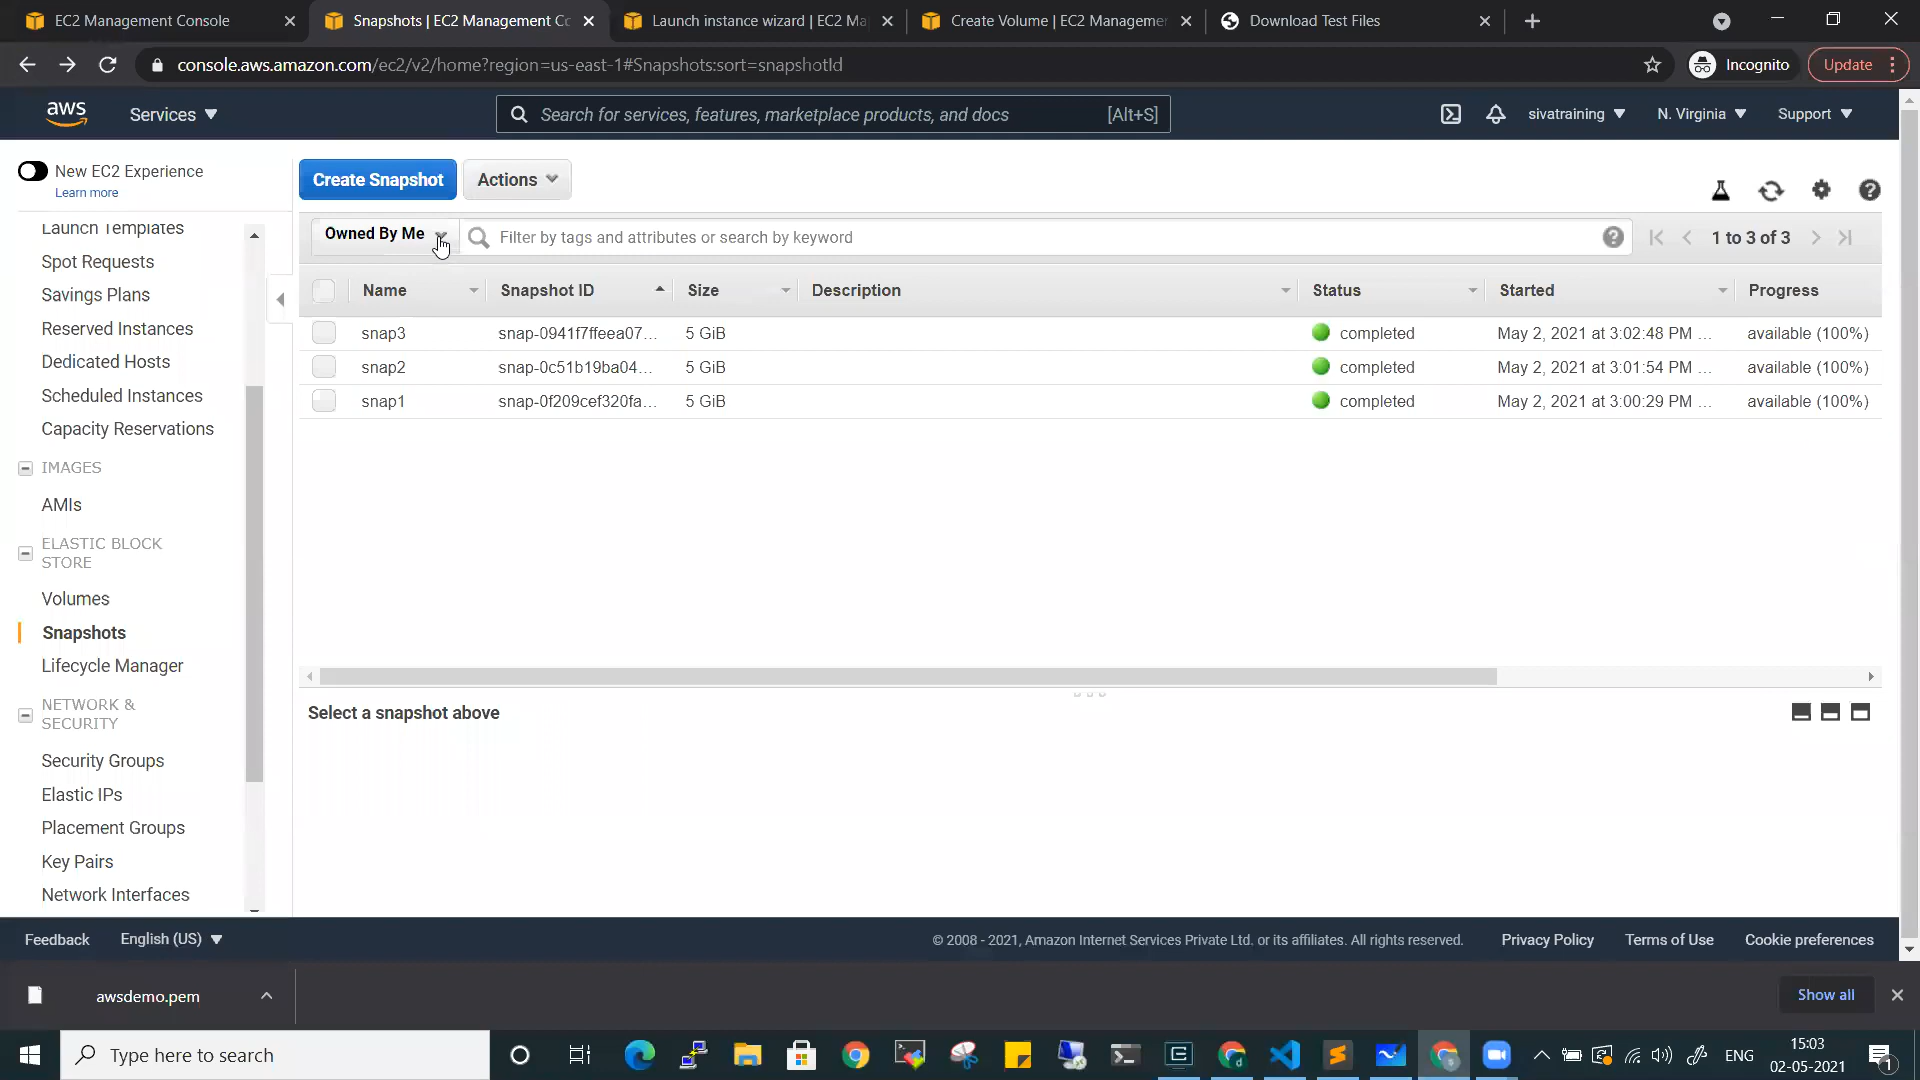 EC2 Management Console
Snapshots | EC2 Management Co
Launch instance wizard | EC2 Ma
Create Volume | EC2 Managemen
Download Test Files
console.aws.amazon.com/ec2/v2/home?region=us-east-1#Snapshots:sort=snapshotId
Incognito
Update
aws
Services
Search for services, features, marketplace products, and docs
[Alt+S]
sivatraining
N. Virginia
Support
New EC2 Experience
Learn more
Launch Templates
Spot Requests
Savings Plans
Reserved Instances
Dedicated Hosts
Scheduled Instances
Capacity Reservations
IMAGES
AMIs
ELASTIC BLOCK
STORE
Volumes
Snapshots
Lifecycle Manager
NETWORK &
SECURITY
Security Groups
Elastic IPs
Placement Groups
Key Pairs
Network Interfaces
Create Snapshot
Actions
Owned By Me
Filter by tags and attributes or search by keyword
1 to 3 of 3
Name Snapshot ID Size Description Status Started Progress
snap3 snap-0941f7ffeea07... 5 GiB completed May 2, 2021 at 3:02:48 PM ... available (100%)
snap2 snap-0c51b19ba04... 5 GiB completed May 2, 2021 at 3:01:54 PM ... available (100%)
snap1 snap-0f209cef320fa... 5 GiB completed May 2, 2021 at 3:00:29 PM ... available (100%)
Select a snapshot above
Feedback
English (US)
© 2008 - 2021, Amazon Internet Services Private Ltd. or its affiliates. All rights reserved.
Privacy Policy
Terms of Use
Cookie preferences
awsdemo.pem
Show all
Type here to search
ENG
15:03
02-05-2021
1